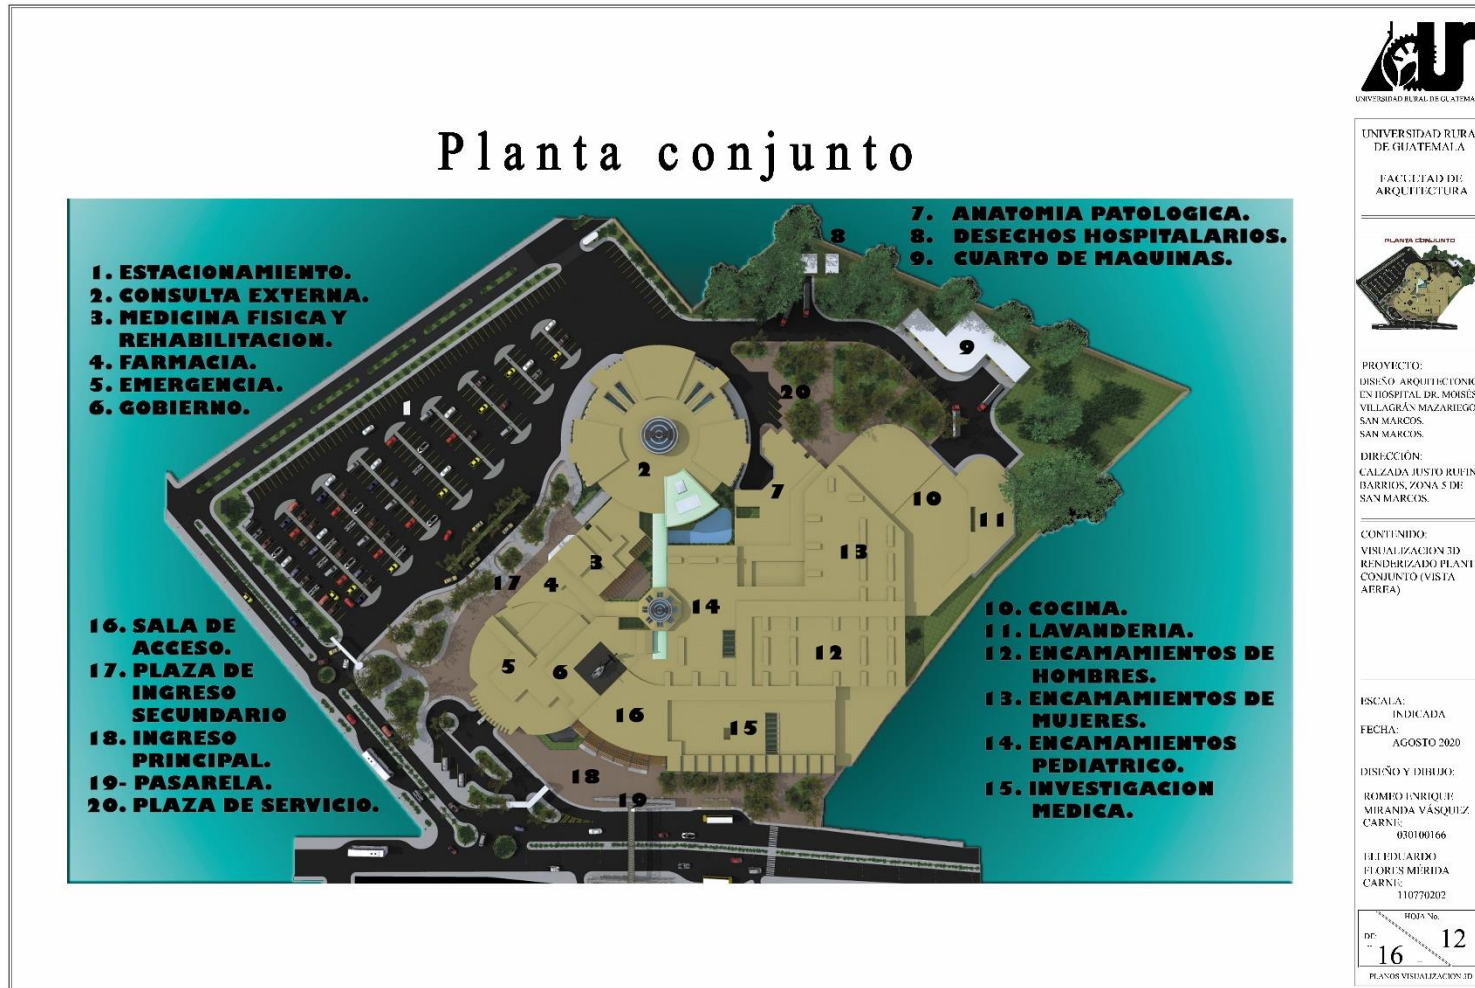 Planta conjunto
1. ESTACIONAMIENTO.
2. CONSULTA EXTERNA.
3. MEDICINA FISICA Y
REHABILITACION.
4. FARMACIA.
5. EMERGENCIA.
6. GOBIERNO.
7. ANATOMIA PATOLOGICA.
8. DESECHOS HOSPITALARIOS.
9. CUARTO DE MAQUINAS.
8
9
20
2
7
10
11
3
13
17
4
14
5
6
12
16
15
18
19
16. SALA DE
ACCESO.
17. PLAZA DE
INGRESO
SECUNDARIO
18. INGRESO
PRINCIPAL.
19- PASARELA.
20. PLAZA DE SERVICIO.
10. COCINA.
11. LAVANDERIA.
12. ENCAMAMIENTOS DE
HOMBRES.
13. ENCAMAMIENTOS DE
MUJERES.
14. ENCAMAMIENTOS
PEDIATRICO.
15. INVESTIGACION
MEDICA.
ur
UNIVERSIDAD RURAL DE GUATEMA
UNIVERSIDAD RURA
DE GUATEMALA
FACULTAD DE
ARQUITECTURA
PLANTA CONJUNTO
PROYECTO:
DISEÑO ARQUITECTONIC
EN HOSPITAL DR. MOISÉS
VILLAGRÁN MAZARIEGO
SAN MARCOS.
SAN MARCOS.
DIRECCIÓN:
CALZADA JUSTO RUFIN
BARRIOS, ZONA 5 DE
SAN MARCOS.
CONTENIDO:
VISUALIZACION 3D
RENDERIZADO PLANT
CONJUNTO (VISTA
AEREA)
ESCALA:
INDICADA
FECHA:
AGOSTO 2020
DISEÑO Y DIBUJO:
ROMEO ENRIQUE
MIRANDA VÁSQUEZ
CARNE:
030100166
ELI EDUARDO
FLORES MÉRIDA
CARNE:
110770202
HOJA No.
12
DE:
16
PLANOS VISUALIZACION 3D